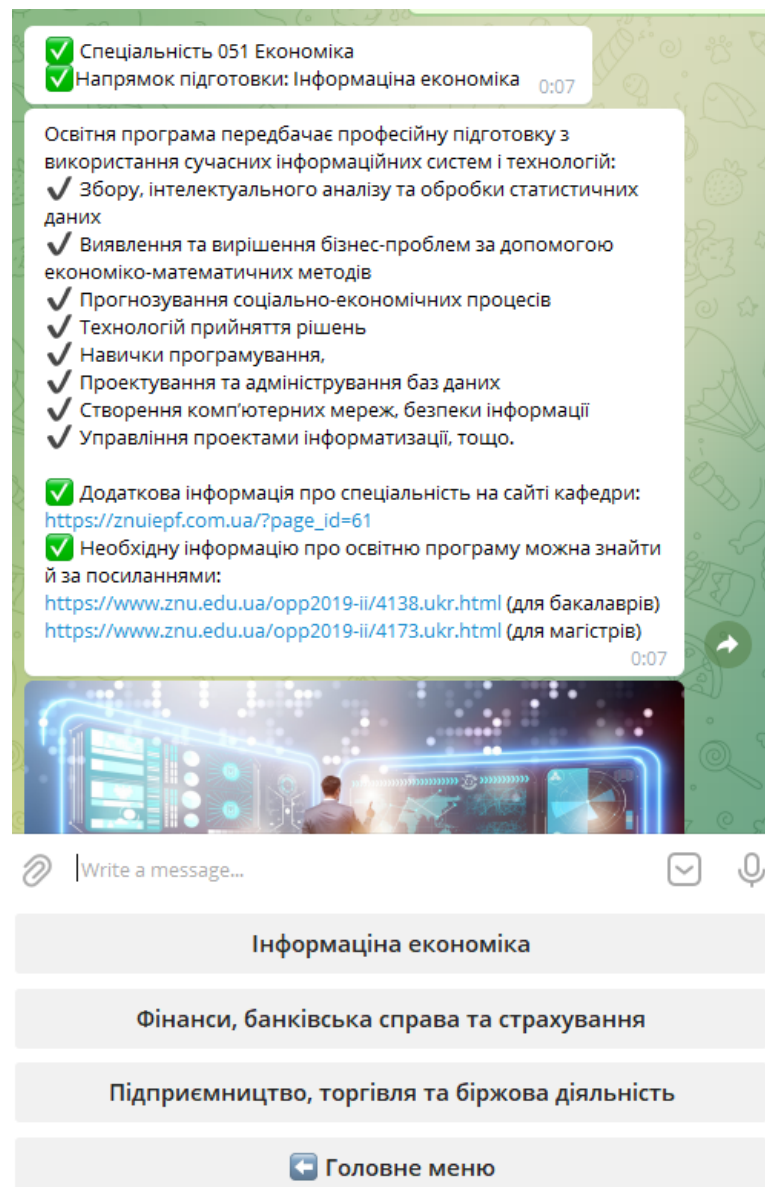 ✅ Спеціальність 051 Економіка
✅Напрямок підготовки: Інформаціна економіка 0:07
Освітня програма передбачає професійну підготовку з
використання сучасних інформаційних систем і технологій:
✔ Збору, інтелектуального аналізу та обробки статистичних
даних
✔ Виявлення та вирішення бізнес-проблем за допомогою
економіко-математичних методів
✔ Прогнозування соціально-економічних процесів
✔ Технологій прийняття рішень
✔ Навички програмування,
✔ Проектування та адміністрування баз даних
✔ Створення комп’ютерних мереж, безпеки інформації
✔ Управління проектами інформатизації, тощо.
✅ Додаткова інформація про спеціальність на сайті кафедри:
https://znuiepf.com.ua/?page_id=61
✅ Необхідну інформацію про освітню програму можна знайти
й за посиланнями:
https://www.znu.edu.ua/opp2019-ii/4138.ukr.html (для бакалаврів)
https://www.znu.edu.ua/opp2019-ii/4173.ukr.html (для магістрів)
0:07
Write a message...
Інформаціна економіка
Фінанси, банківська справа та страхування
Підприємництво, торгівля та біржова діяльність
⬅ Головне меню